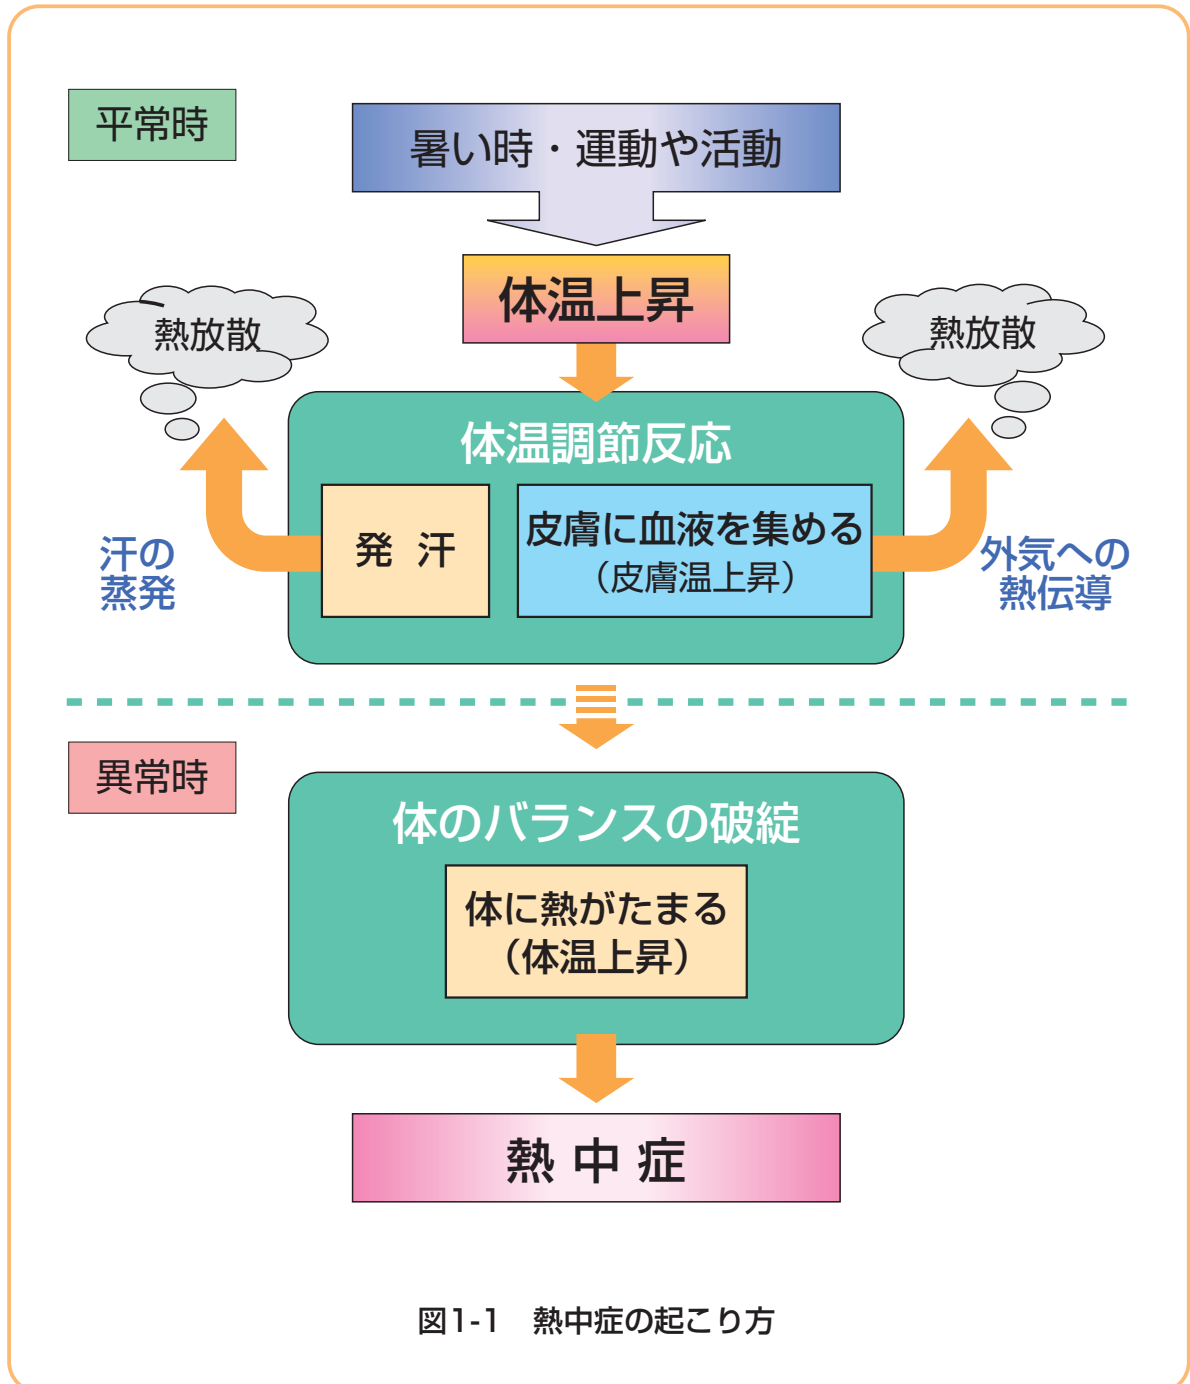 平常時
暑い時・運動や活動
体温上昇
熱放散
熱放散
体温調節反応
発 汗
皮膚に血液を集める
（皮膚温上昇）
汗の
蒸発
外気への
熱伝導
異常時
体のバランスの破綻
体に熱がたまる
（体温上昇）
熱 中 症
図1-1　熱中症の起こり方